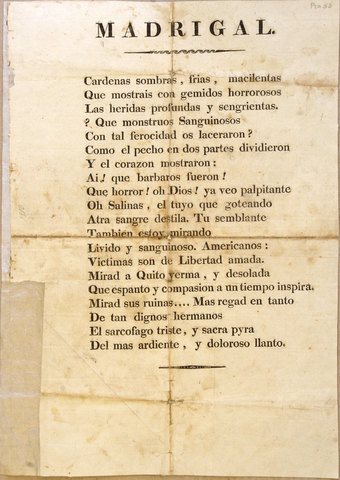 MADRIGAL.
Cardenas sombras, frias, macilentas
Que mostrais con gemidos horrorosos
Las heridas profundas y sengrientas.
? Que monstruos Sanguinosos
Con tal ferocidad os laceraron?
Como el pecho en dos partes dividieron
Y el corazon mostraron:
Ai! que barbaros fueron!
Que horror! oh Dios! ya veo palpitante
Oh Salinas, el tuyo que goteando
Atra sangre destila. Tu semblante
Tambien estoy mirando
Livido y sanguinoso. Americanos:
Victimas son de Libertad amada.
Mirad a Quito yerma, y desolada
Que espanto y compasion a un tiempo inspira.
Mirad sus ruinas.... Mas regad en tanto
De tan dignos hermanos
El sarcofago triste, y sacra pyra
Del mas ardiente, y doloroso llanto.